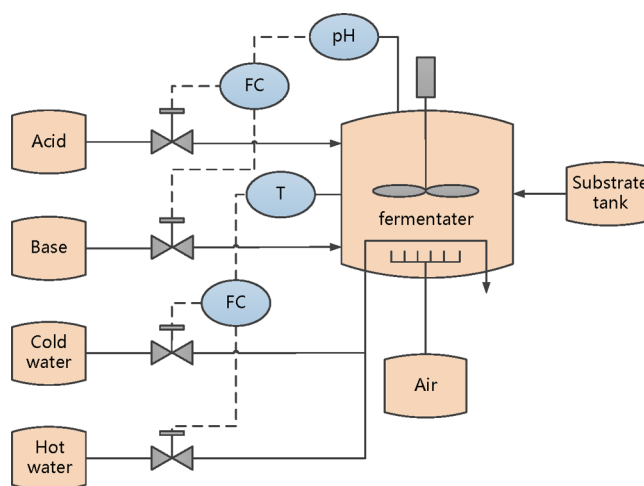 pH
FC
Acid
T
Substrate
tank
fermentater
Base
FC
Cold
water
Air
Hot
water